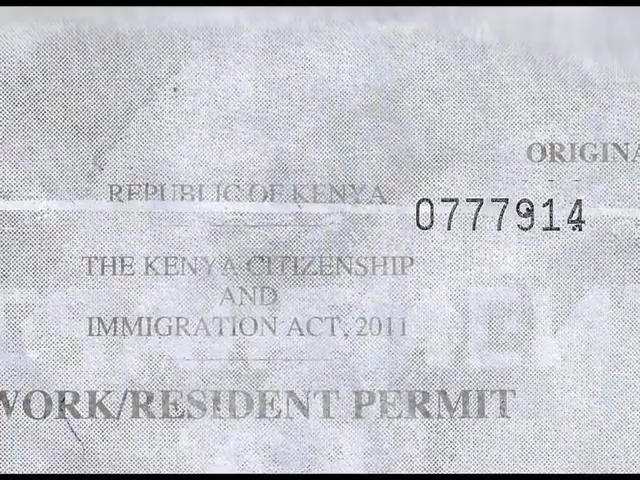 ORIGINA
REPUBLIC OF KENYA
0777914
THE KENYA CITIZENSHIP
AND
IMMIGRATION ACT, 2011
WORK/RESIDENT PERMIT